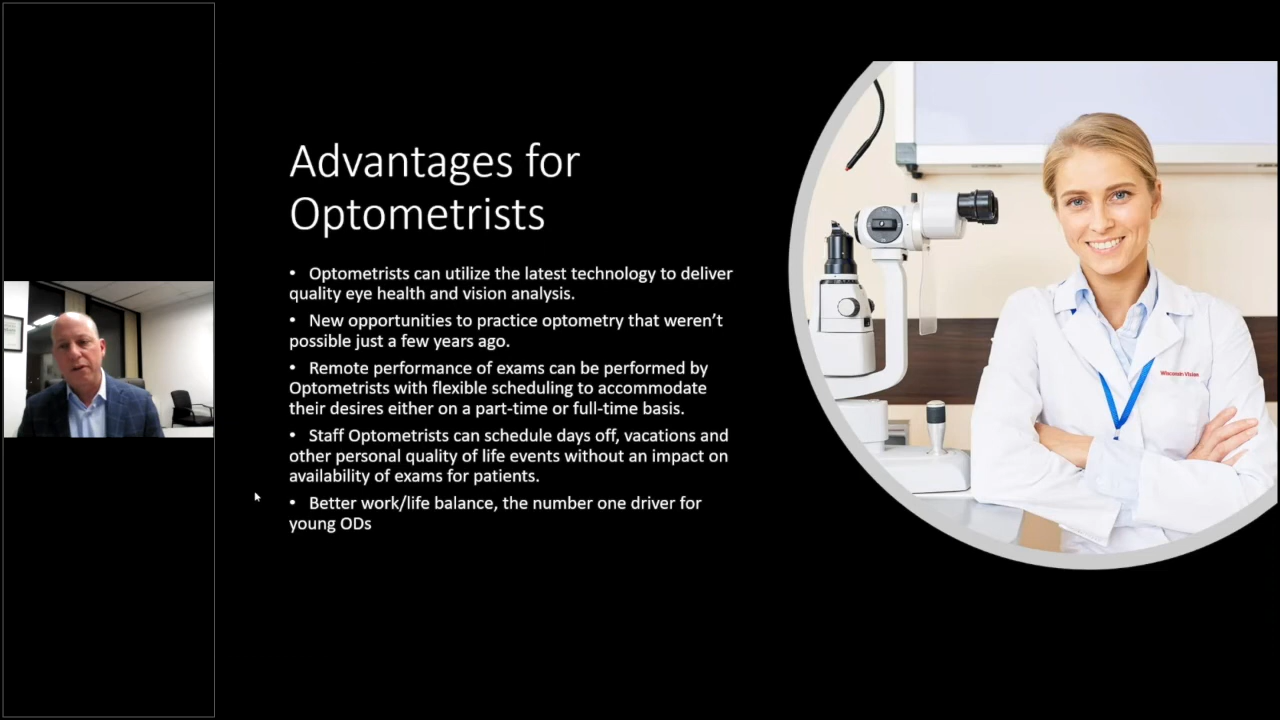 Advantages for
Optometrists
• Optometrists can utilize the latest technology to deliver
quality eye health and vision analysis.
• New opportunities to practice optometry that weren’t
possible just a few years ago.
• Remote performance of exams can be performed by
Optometrists with flexible scheduling to accommodate
their desires either on a part-time or full-time basis.
• Staff Optometrists can schedule days off, vacations and
other personal quality of life events without an impact on
availability of exams for patients.
• Better work/life balance, the number one driver for
young ODs
Wisconsin Vision